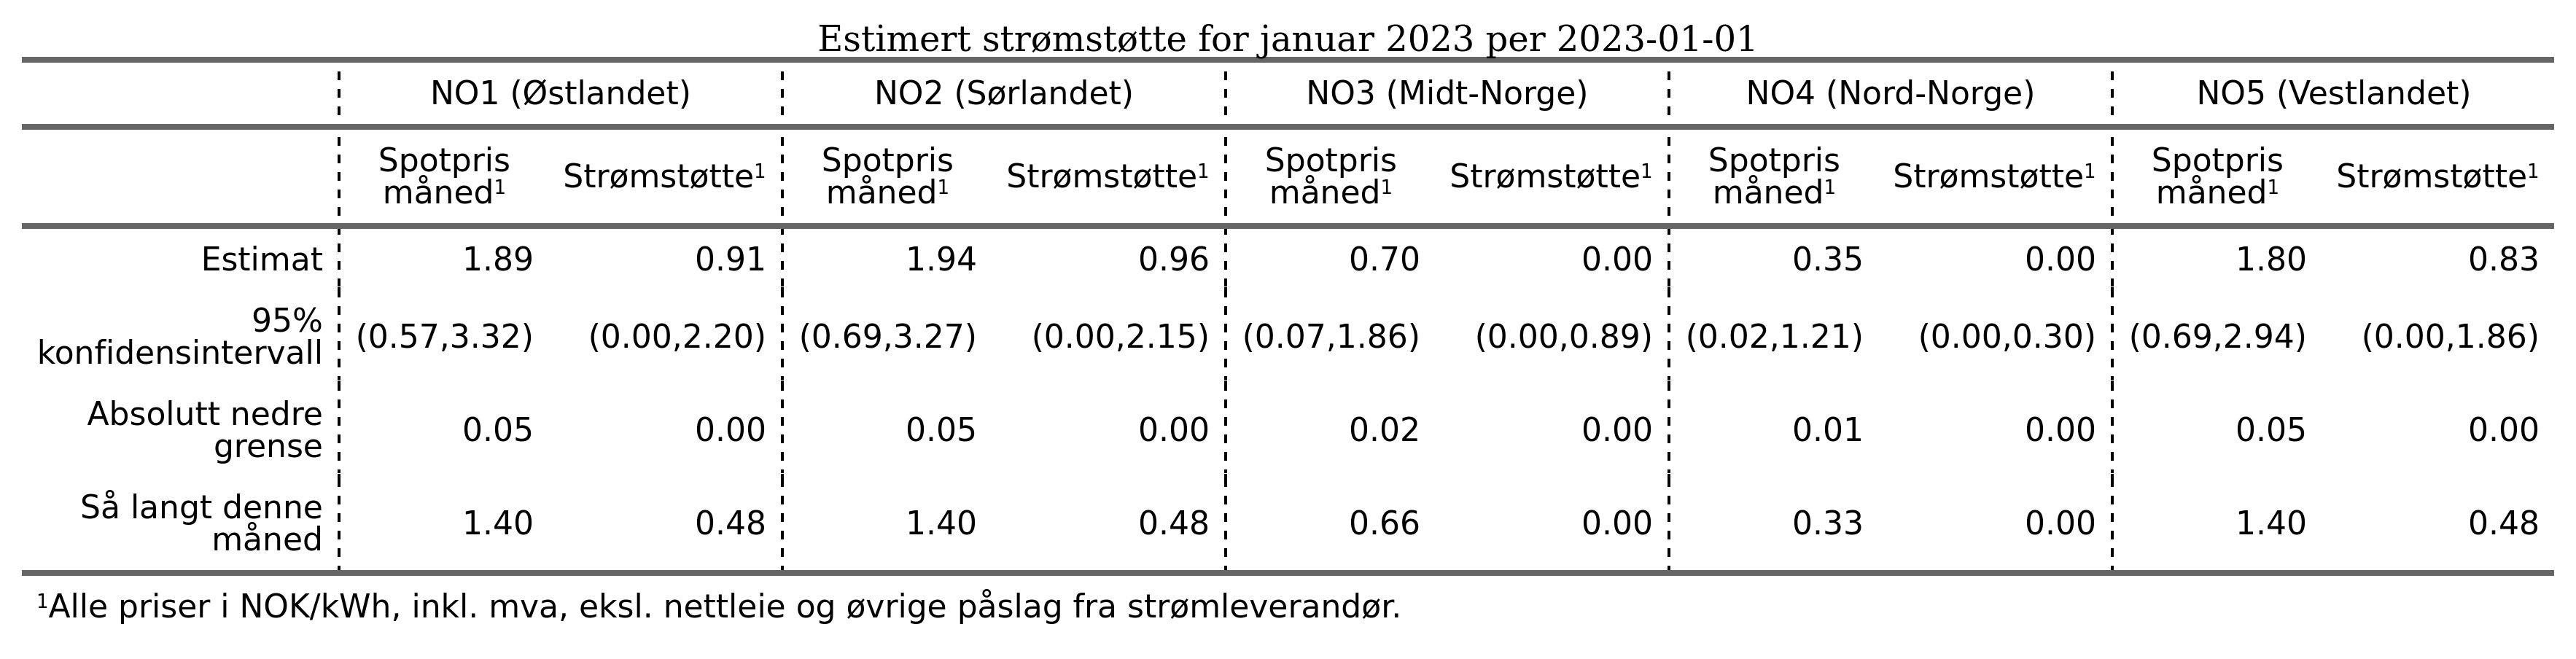 Estimert strømstøtte for januar 2023 per 2023-01-01
NO1 (Østlandet) NO2 (Sørlandet) NO3 (Midt-Norge) NO4 (Nord-Norge) NO5 (Vestlandet)
Spotpris Spotpris Spotpris Spotpris Spotpris
Strømstøtte¹ Strømstøtte¹ Strømstøtte¹ Strømstøtte¹ Strømstøtte¹
måned¹ måned¹ måned¹ måned¹ måned¹
Estimat 1.89 0.91 1.94 0.96 0.70 0.00 0.35 0.00 1.80 0.83
95%
konfidensintervall (0.57,3.32) (0.00,2.20) (0.69,3.27) (0.00,2.15) (0.07,1.86) (0.00,0.89) (0.02,1.21) (0.00,0.30) (0.69,2.94) (0.00,1.86)
Absolutt nedre
grense 0.05 0.00 0.05 0.00 0.02 0.00 0.01 0.00 0.05 0.00
Så langt denne
måned 1.40 0.48 1.40 0.48 0.66 0.00 0.33 0.00 1.40 0.48
¹Alle priser i NOK/kWh, inkl. mva, eksl. nettleie og øvrige påslag fra strømleverandør.